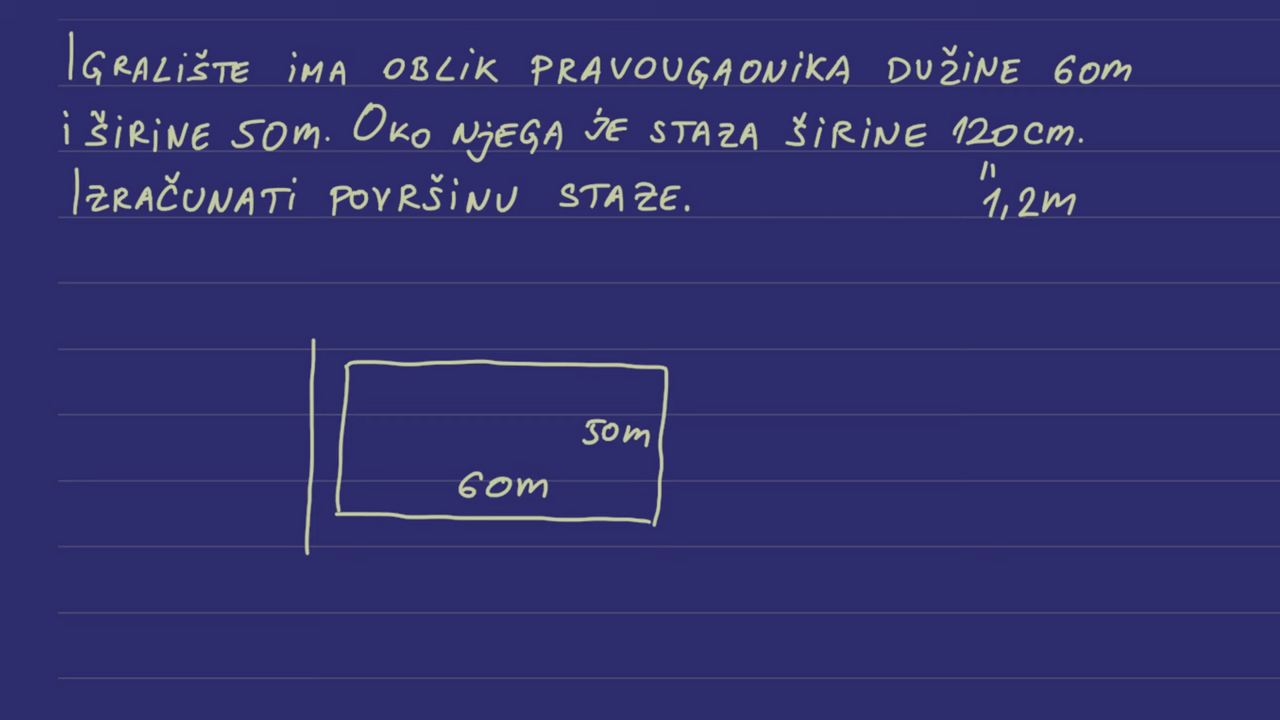 IGRALIŠTE IMA OBLIK PRAVOUGAONIKA DUŽINE 60m
I ŠIRINE 50m. OKO NJEGA JE STAZA ŠIRINE 120cm.
IZRAČUNATI POVRŠINU STAZE.
"
1,2m
50m
60m